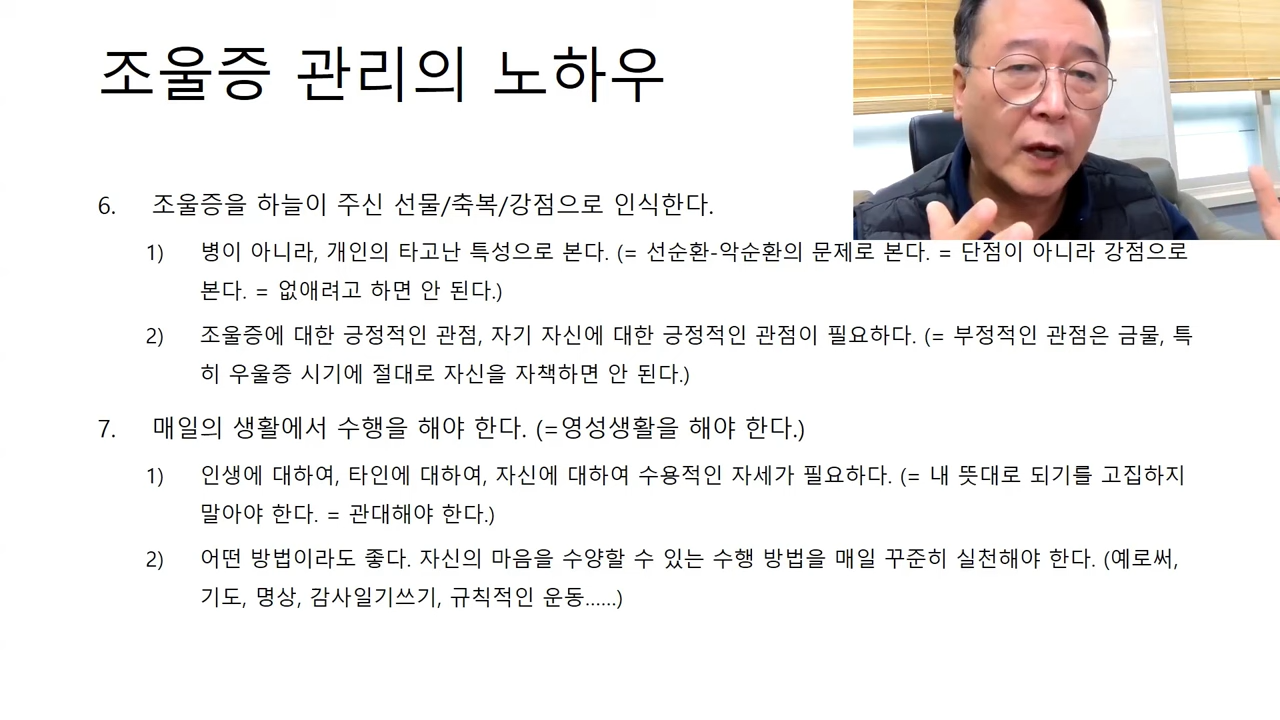 조울증 관리의 노하우
6. 조울증을 하늘이 주신 선물/축복/강점으로 인식한다.
1) 병이 아니라, 개인의 타고난 특성으로 본다. (= 선순환-악순환의 문제로 본다. = 단점이 아니라 강점으로
본다. = 없애려고 하면 안 된다.)
2) 조울증에 대한 긍정적인 관점, 자기 자신에 대한 긍정적인 관점이 필요하다. (= 부정적인 관점은 금물, 특
히 우울증 시기에 절대로 자신을 자책하면 안 된다.)
7. 매일의 생활에서 수행을 해야 한다. (=영성생활을 해야 한다.)
1) 인생에 대하여, 타인에 대하여, 자신에 대하여 수용적인 자세가 필요하다. (= 내 뜻대로 되기를 고집하지
말아야 한다. = 관대해야 한다.)
2) 어떤 방법이라도 좋다. 자신의 마음을 수양할 수 있는 수행 방법을 매일 꾸준히 실천해야 한다. (예로써,
기도, 명상, 감사일기쓰기, 규칙적인 운동......)